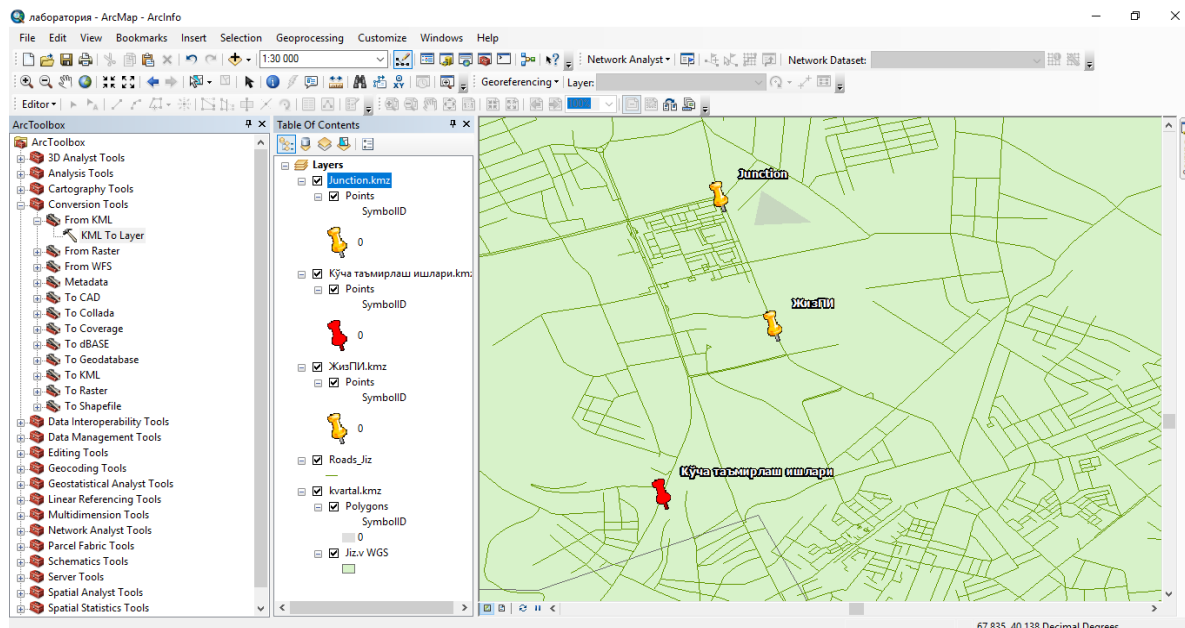 лаборатория - ArcMap - ArcInfo
File Edit View Bookmarks Insert Selection Geoprocessing Customize Windows Help
1:30 000
Network Analyst
Network Dataset:
Georeferencing
Layer:
Editor
ArcToolbox
ArcToolbox
3D Analyst Tools
Analysis Tools
Cartography Tools
Conversion Tools
From KML
KML To Layer
From Raster
From WFS
Metadata
To CAD
To Collada
To Coverage
To dBASE
To Geodatabase
To KML
To Raster
To Shapefile
Data Interoperability Tools
Data Management Tools
Editing Tools
Geocoding Tools
Geostatistical Analyst Tools
Linear Referencing Tools
Multidimension Tools
Network Analyst Tools
Parcel Fabric Tools
Schematics Tools
Server Tools
Spatial Analyst Tools
Spatial Statistics Tools
Table Of Contents
Layers
Junction.kmz
Points
SymbolID
0
Кўча таъмирлаш ишлари.km
Points
SymbolID
0
ЖизПИ.kmz
Points
SymbolID
0
Roads_Jiz
kvartal.kmz
Polygons
SymbolID
0
Jiz.v WGS
Junction
ЖизПИ
Кўча таъмирлаш ишлари
67,835 40,138 Decimal Degrees